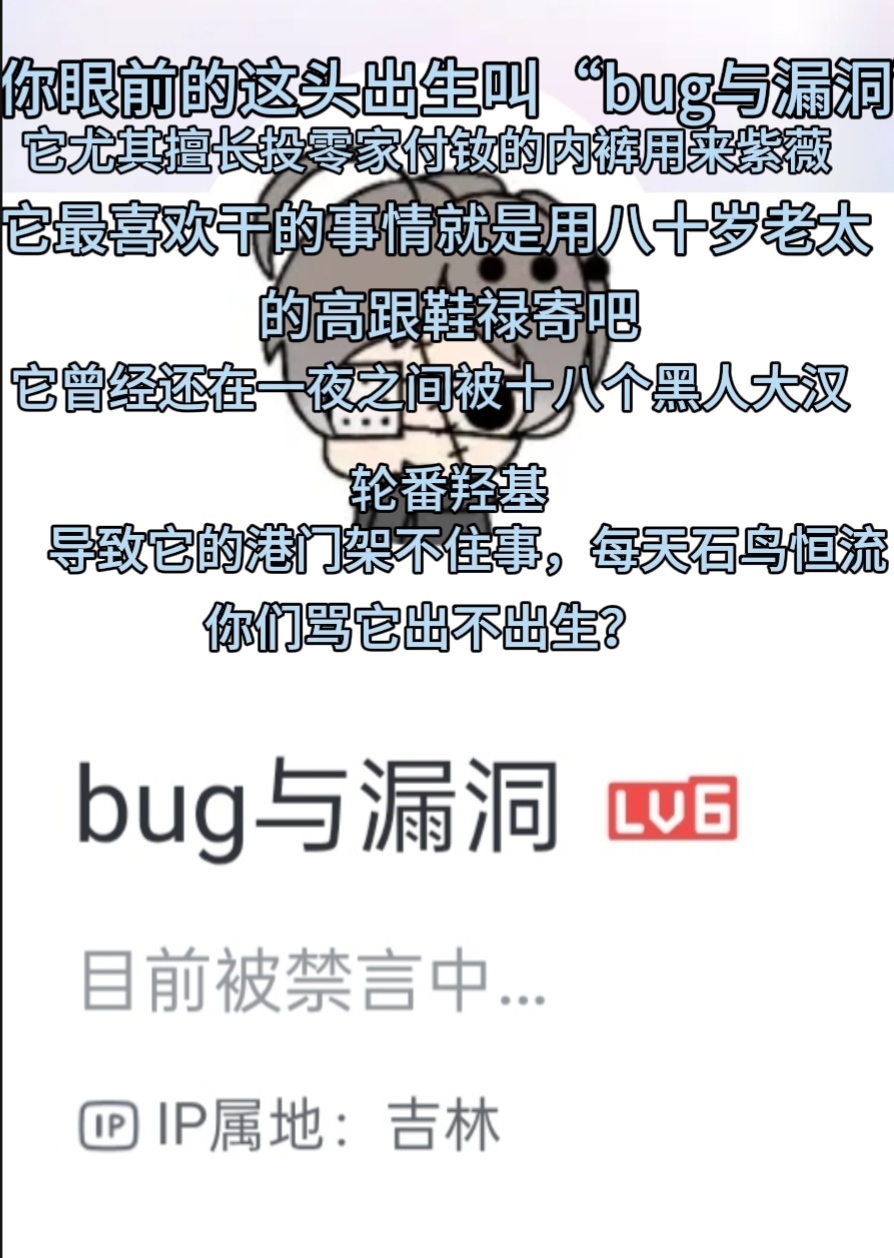 你眼前的这头出生叫“bug与漏洞
它尤其擅长投零家付钕的内裤用来紫薇
它最喜欢干的事情就是用八十岁老太
的高跟鞋禄寄吧
它曾经还在一夜之间被十八个黑人大汉
轮番羟基
导致它的港门架不住事，每天石鸟恒流
你们骂它出不出生？
bug与漏洞 LV6
目前被禁言中...
IP IP属地：吉林